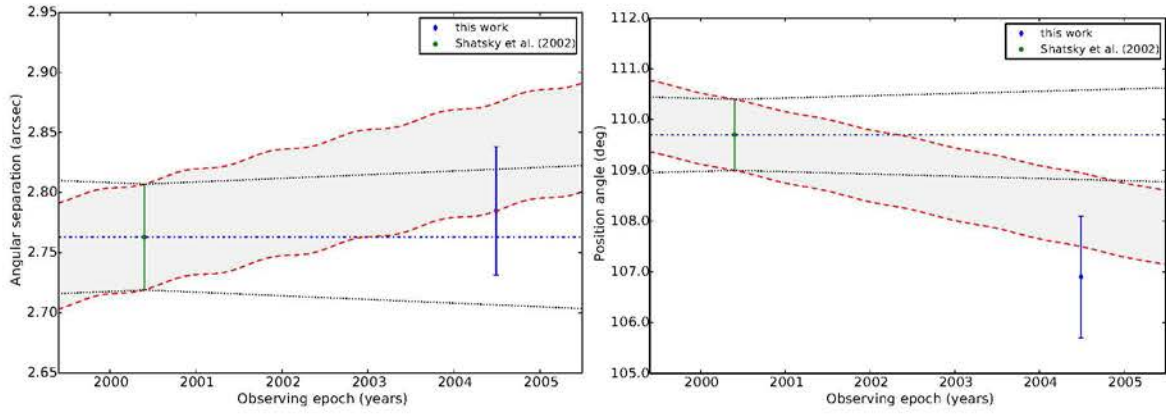 2.95
2.90
2.85
2.80
2.75
2.70
2.65
Angular separation (arcsec)
this work
Shatsky et al. (2002)
2000 2001 2002 2003 2004 2005
Observing epoch (years)
112.0
111.0
110.0
109.0
108.0
107.0
106.0
105.0
Position angle (deg)
this work
Shatsky et al. (2002)
2000 2001 2002 2003 2004 2005
Observing epoch (years)